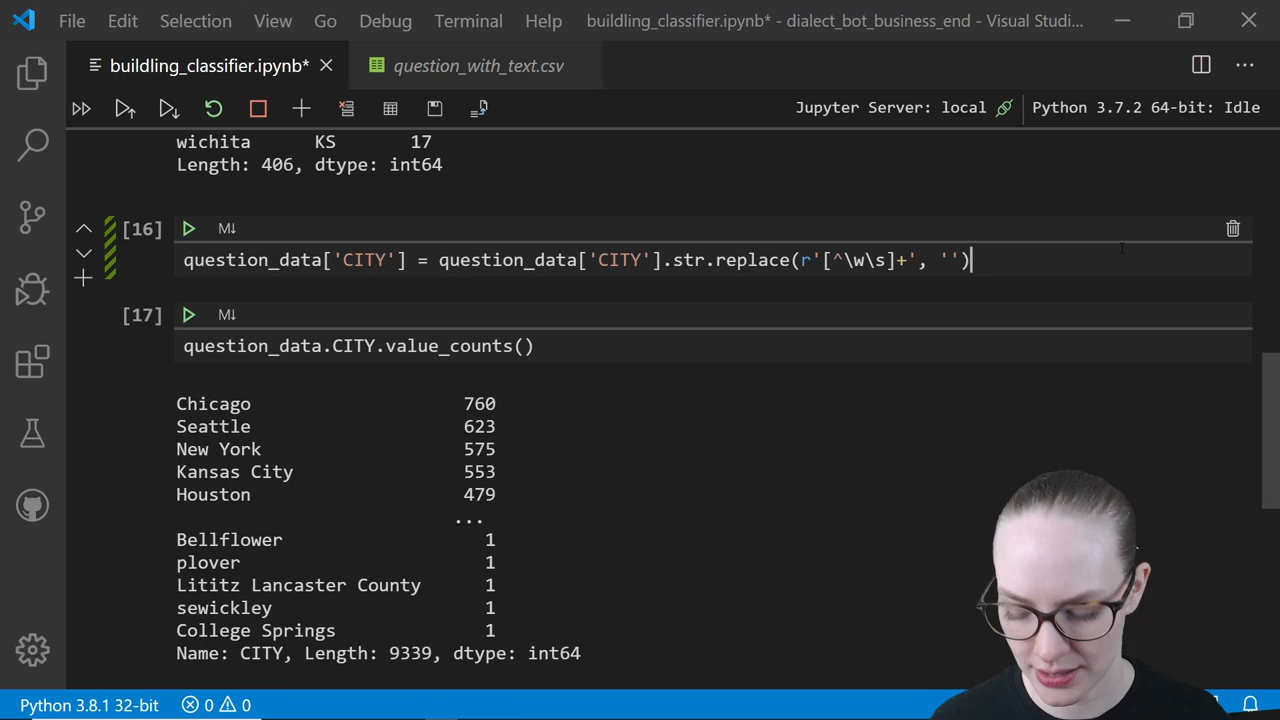 File Edit Selection View Go Debug Terminal Help buildling_classifier.ipynb* - dialect_bot_business_end - Visual Studi...
buildling_classifier.ipynb* question_with_text.csv
Jupyter Server: local Python 3.7.2 64-bit: Idle
wichita KS 17
Length: 406, dtype: int64
[16] M↓
question_data['CITY'] = question_data['CITY'].str.replace(r'[^\w\s]+', '')
[17] M↓
question_data.CITY.value_counts()
Chicago 760
Seattle 623
New York 575
Kansas City 553
Houston 479
...
Bellflower 1
plover 1
Lititz Lancaster County 1
sewickley 1
College Springs 1
Name: CITY, Length: 9339, dtype: int64
Python 3.8.1 32-bit 0 0